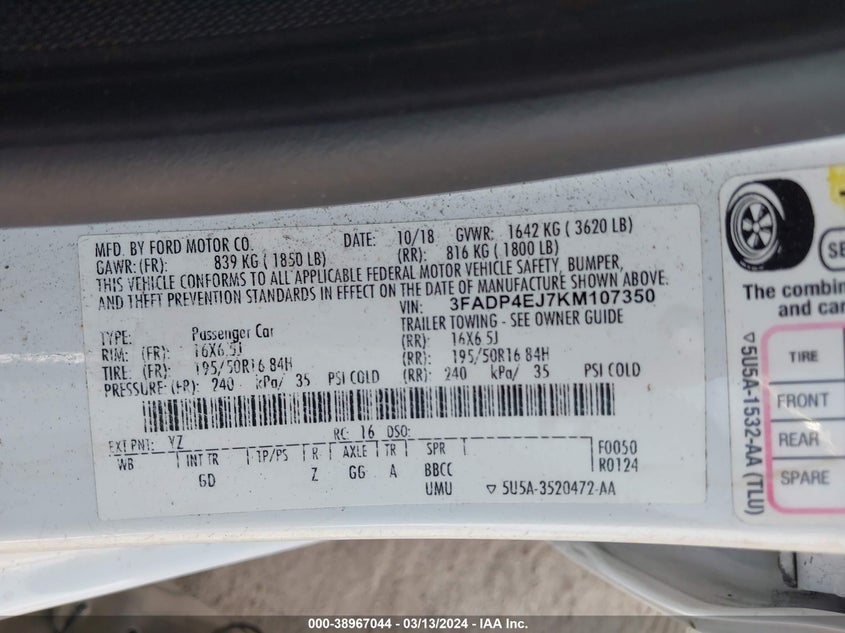 MFD. BY FORD MOTOR CO.
DATE: 10/18 GVWR: 1642 KG ( 3620 LB)
GAWR:(FR): 839 KG ( 1850 LB) (RR): 816 KG ( 1800 LB)
THIS VEHICLE CONFORMS TO ALL APPLICABLE FEDERAL MOTOR VEHICLE SAFETY, BUMPER,
AND THEFT PREVENTION STANDARDS IN EFFECT ON THE DATE OF MANUFACTURE SHOWN ABOVE.
VIN: 3FADP4EJ7KM107350
TYPE: Passenger Car TRAILER TOWING - SEE OWNER GUIDE
RIM: (FR): 16X6.5J (RR): 16X6.5J
TIRE: (FR): 195/50R16 84H (RR): 195/50R16 84H
PRESSURE:(FR): 240 kPa/ 35 PSI COLD (RR): 240 kPa/ 35 PSI COLD
EXT PNT: YZ RC: 16 DSO:
WB INT TR TP/PS R AXLE TR SPR F0050
GD Z GG A BBCC R0124
UMU ▽ 5U5A-3520472-AA
▽5U5A-1532-AA (TLU)
The combin
and car
TIRE
FRONT
REAR
SPARE
000-38967044 / 03/13/2024 - IAA Inc.